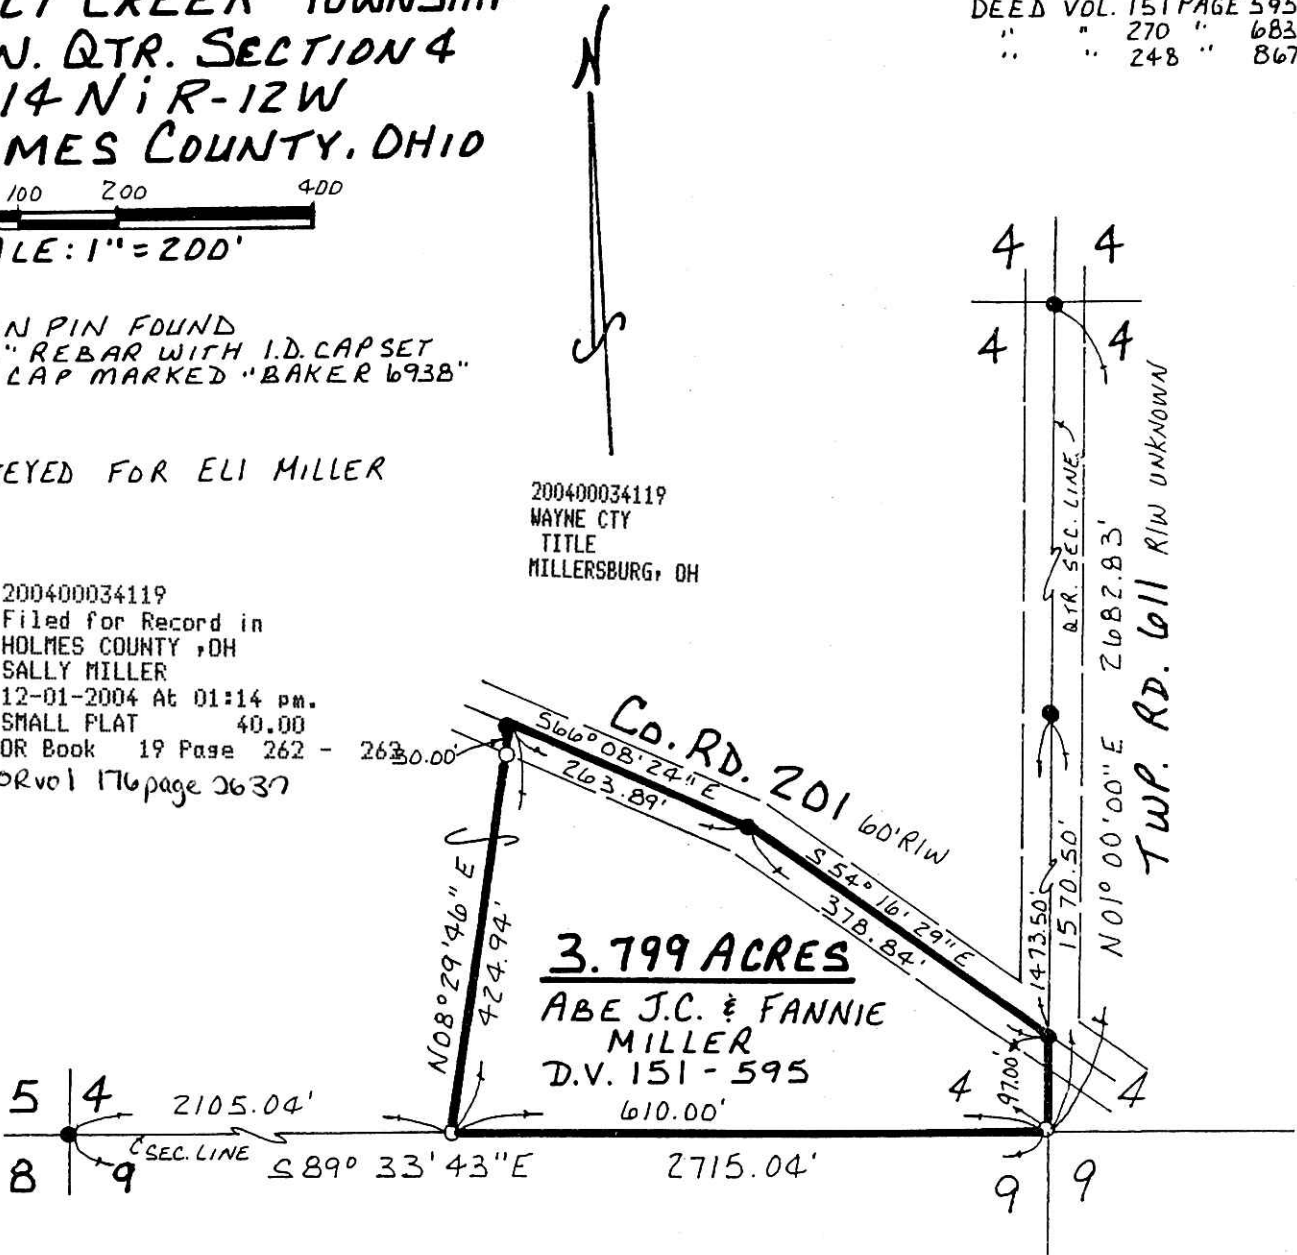 CREEK TOWNSHIP
W. QTR. SECTION 4
14 N; R-12W
MES COUNTY, OHIO
100 200 400
ALE: 1" = 200'
DEED VOL. 151 PAGE 595
" " 270 " 683
" " 248 " 867
N
N PIN FOUND
" REBAR WITH I.D. CAP SET
CAP MARKED "BAKER 6938"
EYED FOR ELI MILLER
200400034119
WAYNE CTY
TITLE
MILLERSBURG, OH
200400034119
Filed for Record in
HOLMES COUNTY ,OH
SALLY MILLER
12-01-2004 At 01:14 pm.
SMALL PLAT 40.00
OR Book 19 Page 262 - 263
OR vol 176 page 2637
4 4
4 4
QTR. SEC. LINE
N01° 00' 00" E 2682.83'
TWP. RD. 611 R/W UNKNOWN
1473.50'
1570.50'
30.00'
CO. RD. 201 60' R/W
S66° 08' 24" E
263.89'
S 54° 16' 29" E
378.84'
N08° 29' 46" E
424.94'
3.799 ACRES
ABE J.C. & FANNIE
MILLER
D.V. 151 - 595
610.00'
97.00'
4 4
5 4
8 9
2105.04'
SEC. LINE
S89° 33' 43" E 2715.04'
9 9